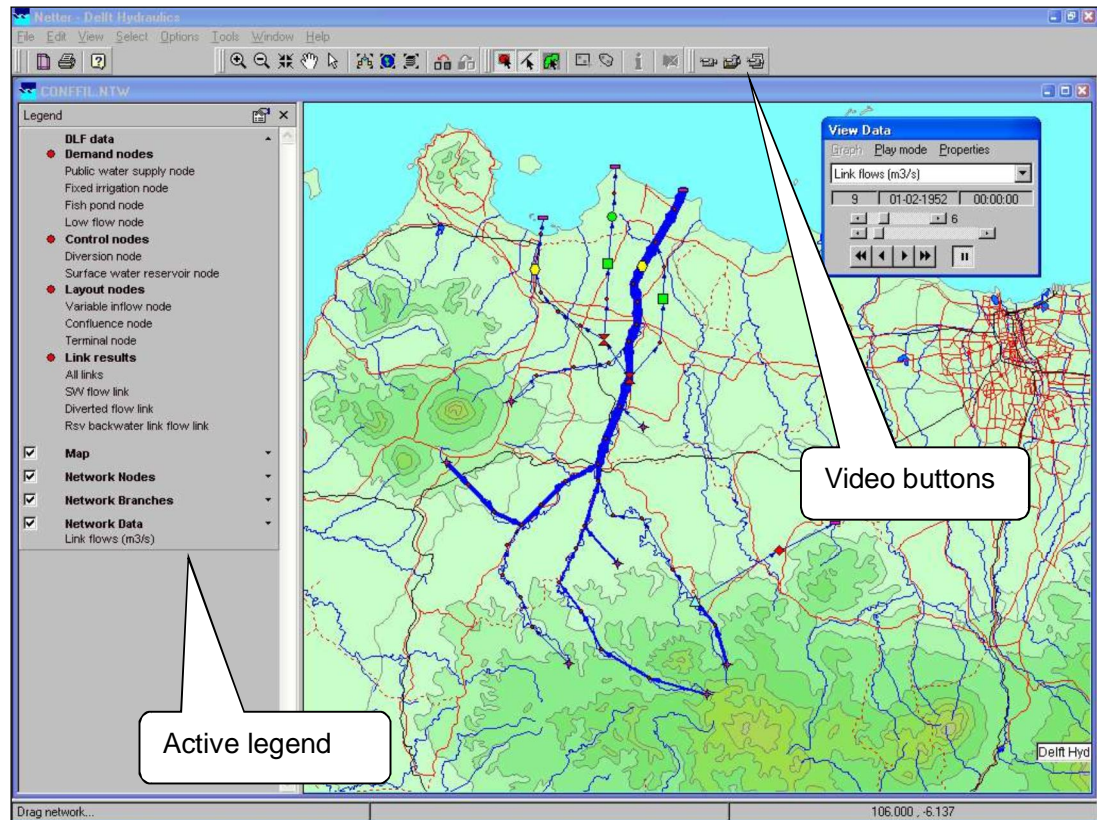 Netter - Delft Hydraulics
File Edit View Select Options Tools Window Help
CONFFIL.NTW
Legend
DLF data
Demand nodes
Public water supply node
Fixed irrigation node
Fish pond node
Low flow node
Control nodes
Diversion node
Surface water reservoir node
Layout nodes
Variable inflow node
Confluence node
Terminal node
Link results
All links
SW flow link
Diverted flow link
Rsv backwater link flow link
Map
Network Nodes
Network Branches
Network Data
Link flows (m3/s)
View Data
Graph Play mode Properties
Link flows (m3/s)
9 01-02-1952 00:00:00
6
Video buttons
Active legend
Delft Hyd
Drag network... 106.000 , -6.137